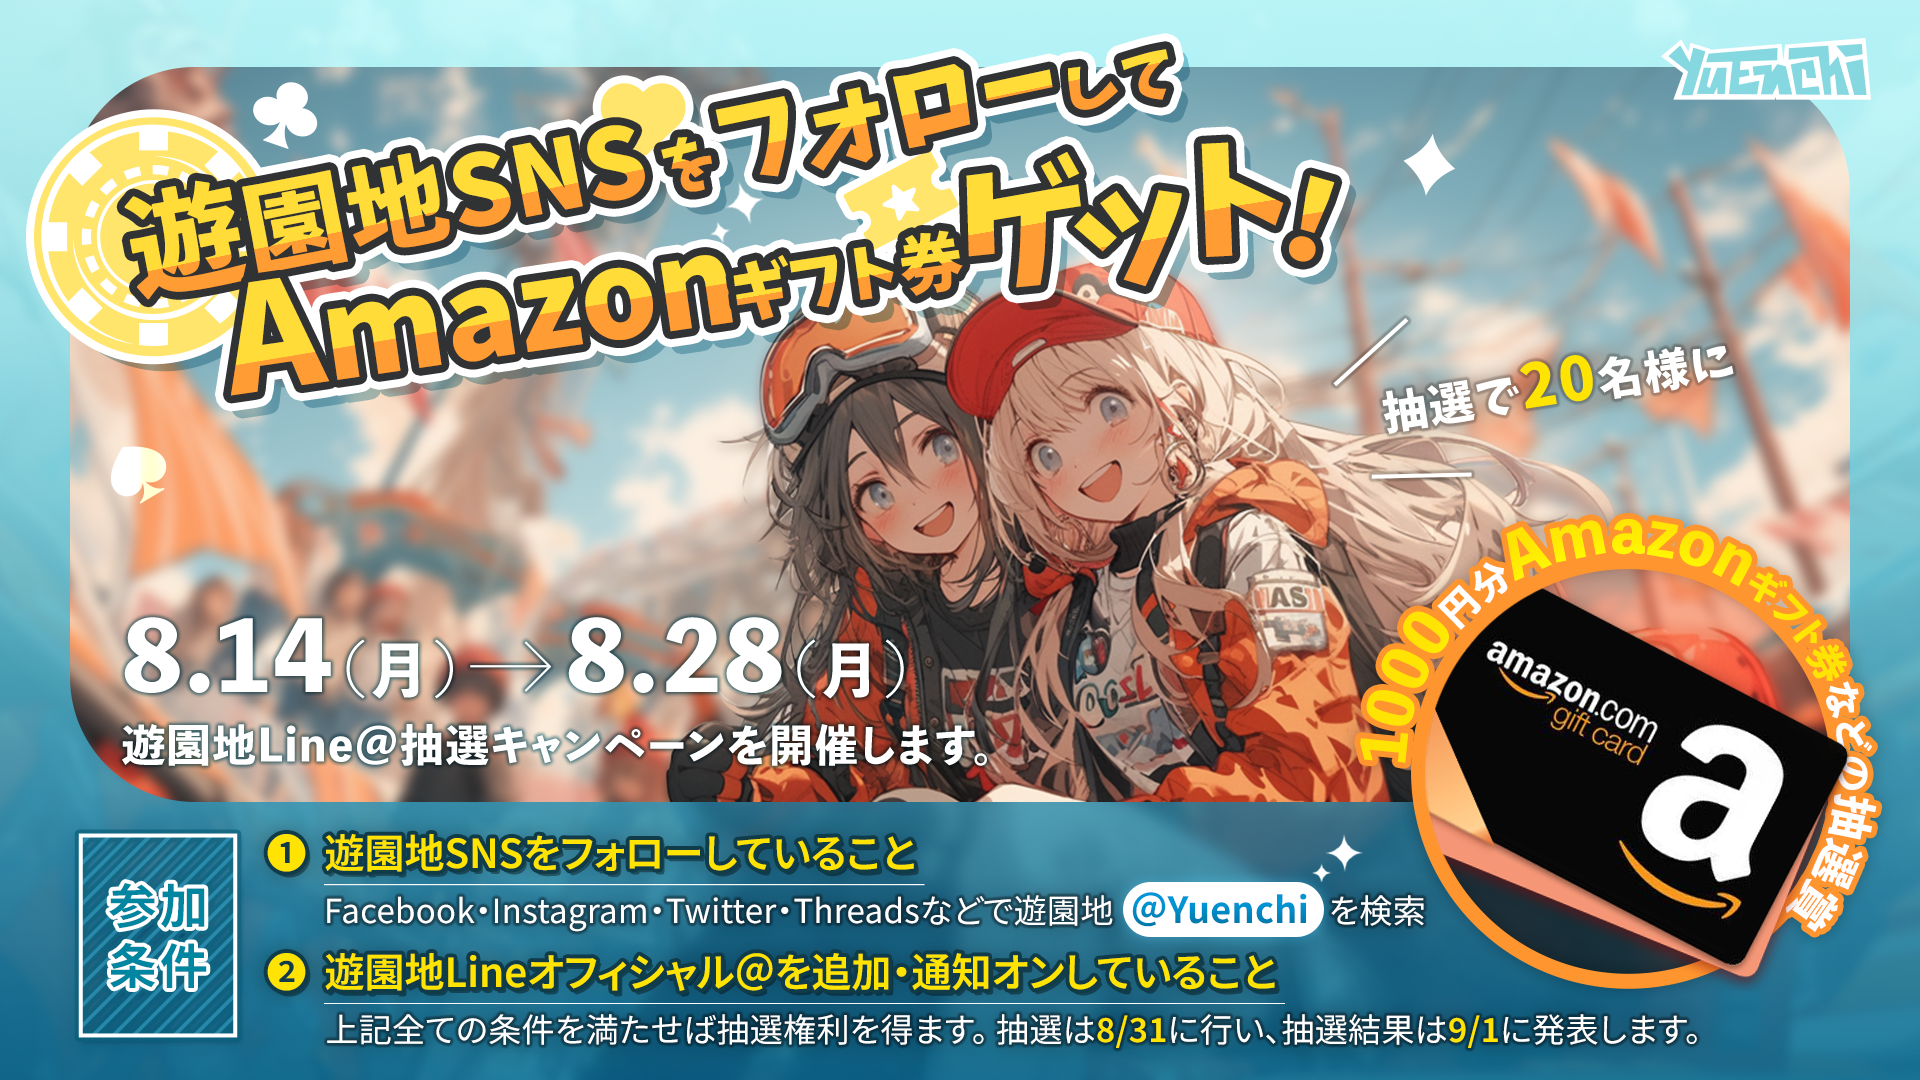 YUENCHI
遊園地SNSをフォローして
Amazonギフト券ゲット!
抽選で20名様に
1000円分Amazonギフト券などの抽選賞
amazon.com
gift card
a
AS
8.14(月)→8.28(月)
遊園地Line@抽選キャンペーンを開催します。
参加
条件
1 遊園地SNSをフォローしていること
Facebook・Instagram・Twitter・Threadsなどで遊園地 @Yuenchi を検索
2 遊園地Lineオフィシャル@を追加・通知オンしていること
上記全ての条件を満たせば抽選権利を得ます。抽選は8/31に行い、抽選結果は9/1に発表します。